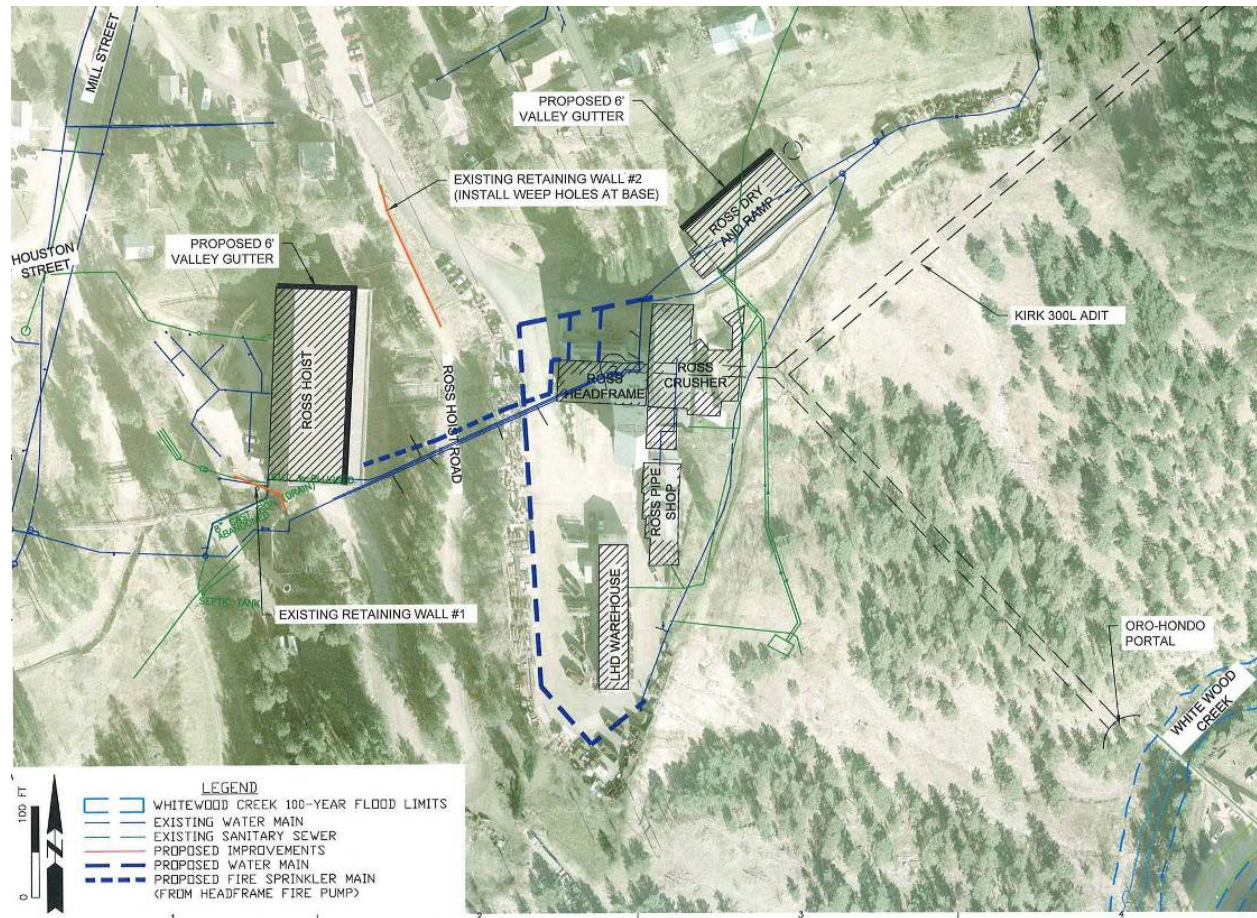 MILL STREET
PROPOSED 6'
VALLEY GUTTER
EXISTING RETAINING WALL #2
(INSTALL WEEP HOLES AT BASE)
ROSS DRY
AND RAMP
HOUSTON
STREET
PROPOSED 6'
VALLEY GUTTER
KIRK 300L ADIT
ROSS HOIST
ROSS HOIST ROAD
ROSS
HEADFRAME
ROSS
CRUSHER
ROSS PIPE
SHOP
8" CAST IRON (DRAIN)
SEPTIC TANK
EXISTING RETAINING WALL #1
LHD WAREHOUSE
ORO-HONDO
PORTAL
WHITE WOOD
CREEK
LEGEND
WHITEWOOD CREEK 100-YEAR FLOOD LIMITS
EXISTING WATER MAIN
EXISTING SANITARY SEWER
PROPOSED IMPROVEMENTS
PROPOSED WATER MAIN
PROPOSED FIRE SPRINKLER MAIN
(FROM HEADFRAME FIRE PUMP)
0 100 FT
N
1 2 3 4